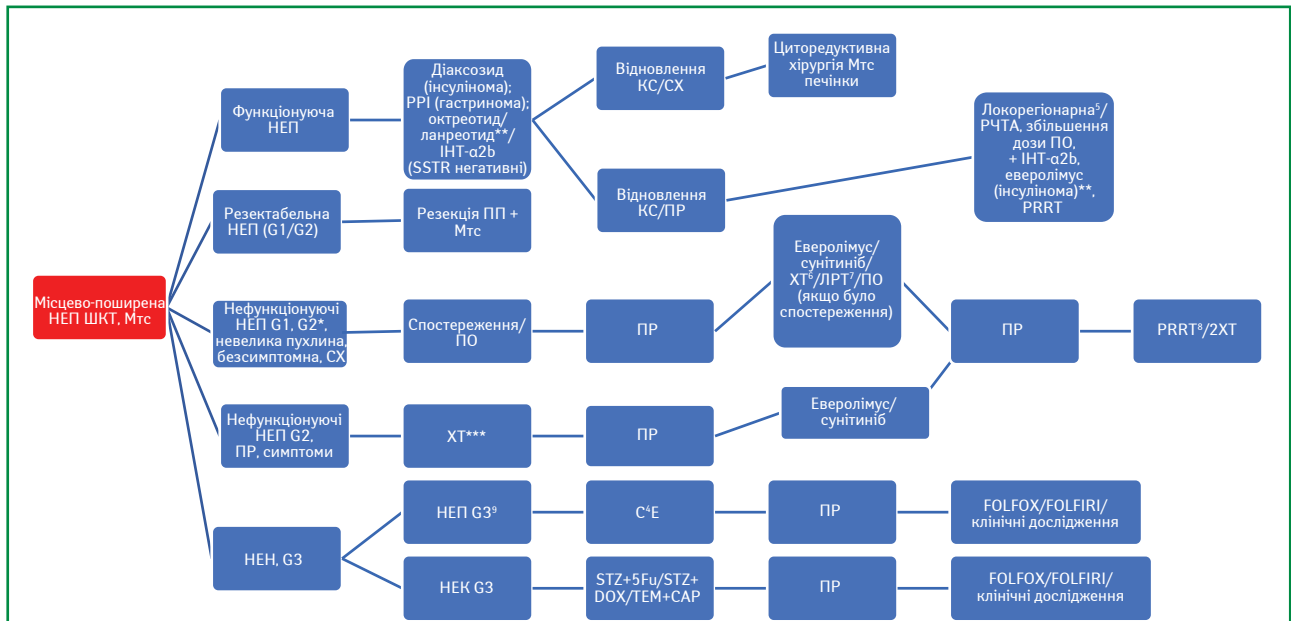 Місцево-поширена
НЕП ШКТ, Мтс
Функціонуюча
НЕП
Діаксозид
(інсулінома);
PPI (гастринома);
октреотид/
ланреотид**/
ІНТ-α2b
(SSTR негативні)
Відновлення
КС/СХ
Циторедуктивна
хірургія Мтс
печінки
Відновлення
КС/ПР
Локорегіонарна⁵/
РЧТА, збільшення
дози ПО,
+ ІНТ-α2b,
еверолімус
(інсулінома)**,
PRRT
Резектабельна
НЕП (G1/G2)
Резекція ПП +
Мтс
Нефункціонуючі
НЕП G1, G2*,
невелика пухлина,
безсимптомна, СХ
Спостереження/
ПО
ПР
Еверолімус/
сунітиніб/
ХТ⁶/ЛРТ⁷/ПО
(якщо було
спостереження)
ПР
PRRT⁸/2ХТ
Нефункціонуючі
НЕП G2,
ПР, симптоми
ХТ***
ПР
Еверолімус/
сунітиніб
НЕН, G3
НЕП G3⁹
C⁴E
ПР
FOLFOX/FOLFIRI/
клінічні дослідження
НЕК G3
STZ+5Fu/STZ+
DOX/TEM+CAP
ПР
FOLFOX/FOLFIRI/
клінічні дослідження